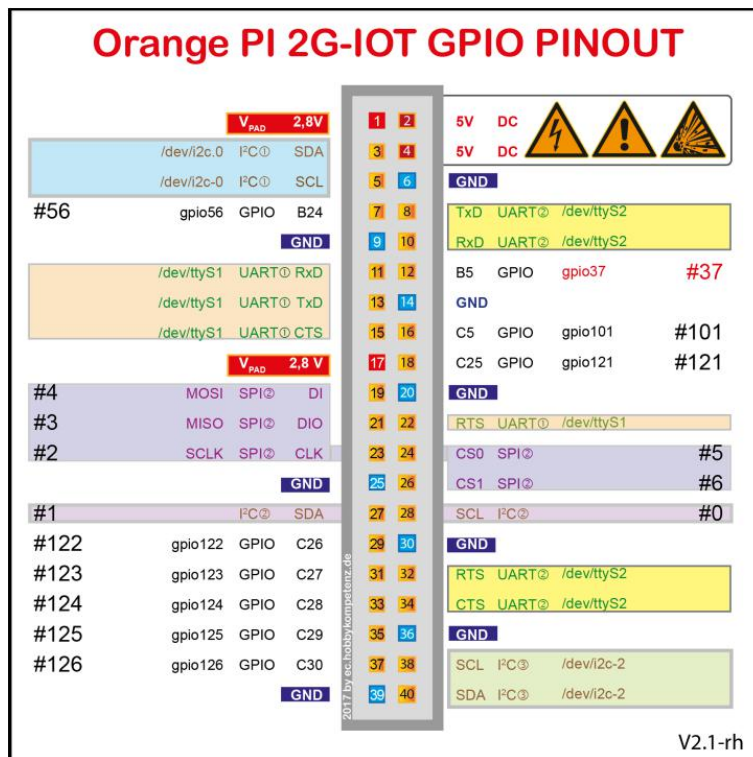 Orange PI 2G-IOT GPIO PINOUT
VPAD 2,8V 1 2 5V DC
/dev/i2c.0 I²C① SDA 3 4 5V DC
/dev/i2c-0 I²C① SCL 5 6 GND
#56 gpio56 GPIO B24 7 8 TxD UART② /dev/ttyS2
GND 9 10 RxD UART② /dev/ttyS2
/dev/ttyS1 UART① RxD 11 12 B5 GPIO gpio37 #37
/dev/ttyS1 UART① TxD 13 14 GND
/dev/ttyS1 UART① CTS 15 16 C5 GPIO gpio101 #101
VPAD 2,8 V 17 18 C25 GPIO gpio121 #121
#4 MOSI SPI② DI 19 20 GND
#3 MISO SPI② DIO 21 22 RTS UART① /dev/ttyS1
#2 SCLK SPI② CLK 23 24 CS0 SPI② #5
GND 25 26 CS1 SPI② #6
#1 I²C② SDA 27 28 SCL I²C② #0
#122 gpio122 GPIO C26 29 30 GND
#123 gpio123 GPIO C27 31 32 RTS UART② /dev/ttyS2
#124 gpio124 GPIO C28 33 34 CTS UART② /dev/ttyS2
#125 gpio125 GPIO C29 35 36 GND
#126 gpio126 GPIO C30 37 38 SCL I²C③ /dev/i2c-2
GND 39 40 SDA I²C③ /dev/i2c-2
2017 by ec.hobbykompetenz.de
V2.1-rh